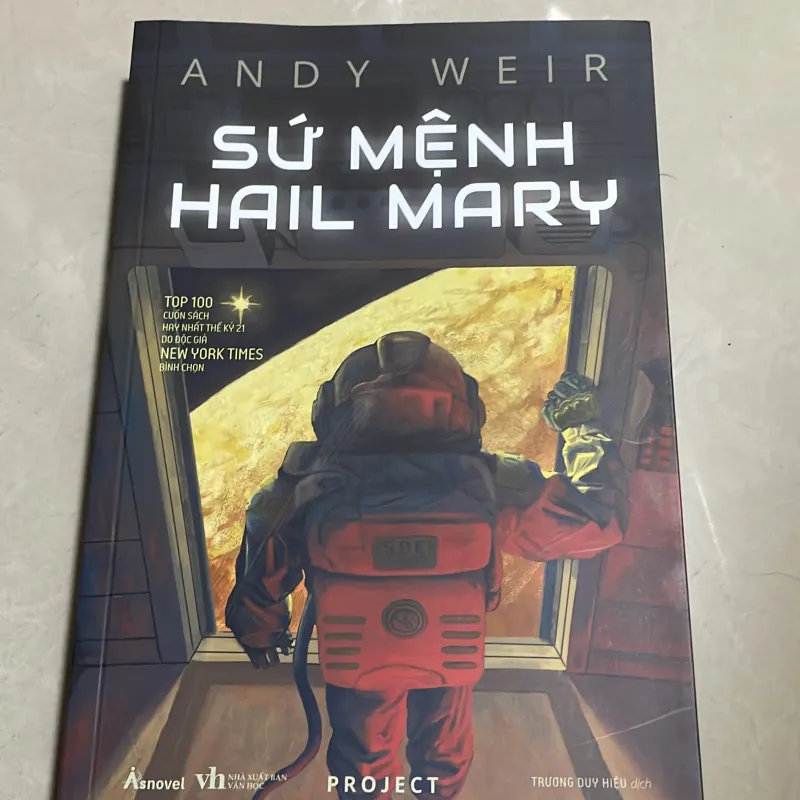 ANDY WEIR
SỨ MỆNH
HAIL MARY
TOP 100
CUỐN SÁCH
HAY NHẤT THẾ KỶ 21
DO ĐỘC GIẢ
NEW YORK TIMES
BÌNH CHỌN
Asnovel
vh
NHÀ XUẤT BẢN
VĂN HỌC
PROJECT
TRƯƠNG DUY HIẾU dịch